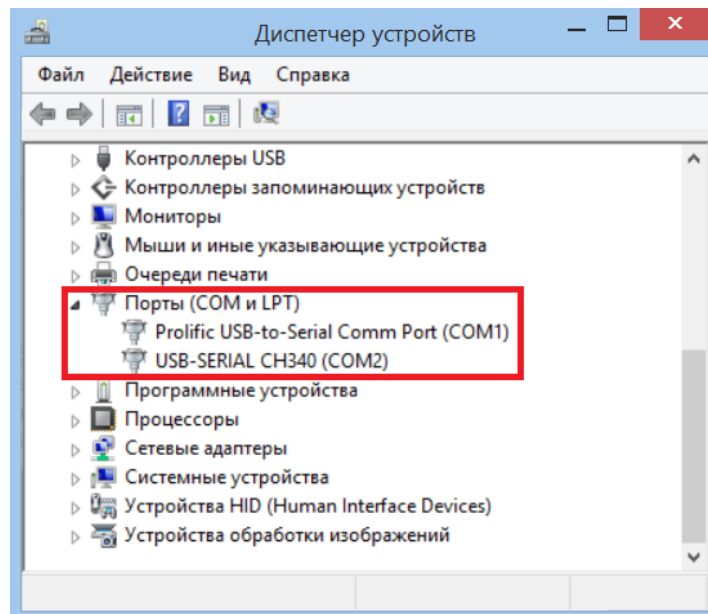 Диспетчер устройств
Файл Действие Вид Справка
Контроллеры USB
Контроллеры запоминающих устройств
Мониторы
Мыши и иные указывающие устройства
Очереди печати
Порты (COM и LPT)
Prolific USB-to-Serial Comm Port (COM1)
USB-SERIAL CH340 (COM2)
Программные устройства
Процессоры
Сетевые адаптеры
Системные устройства
Устройства HID (Human Interface Devices)
Устройства обработки изображений